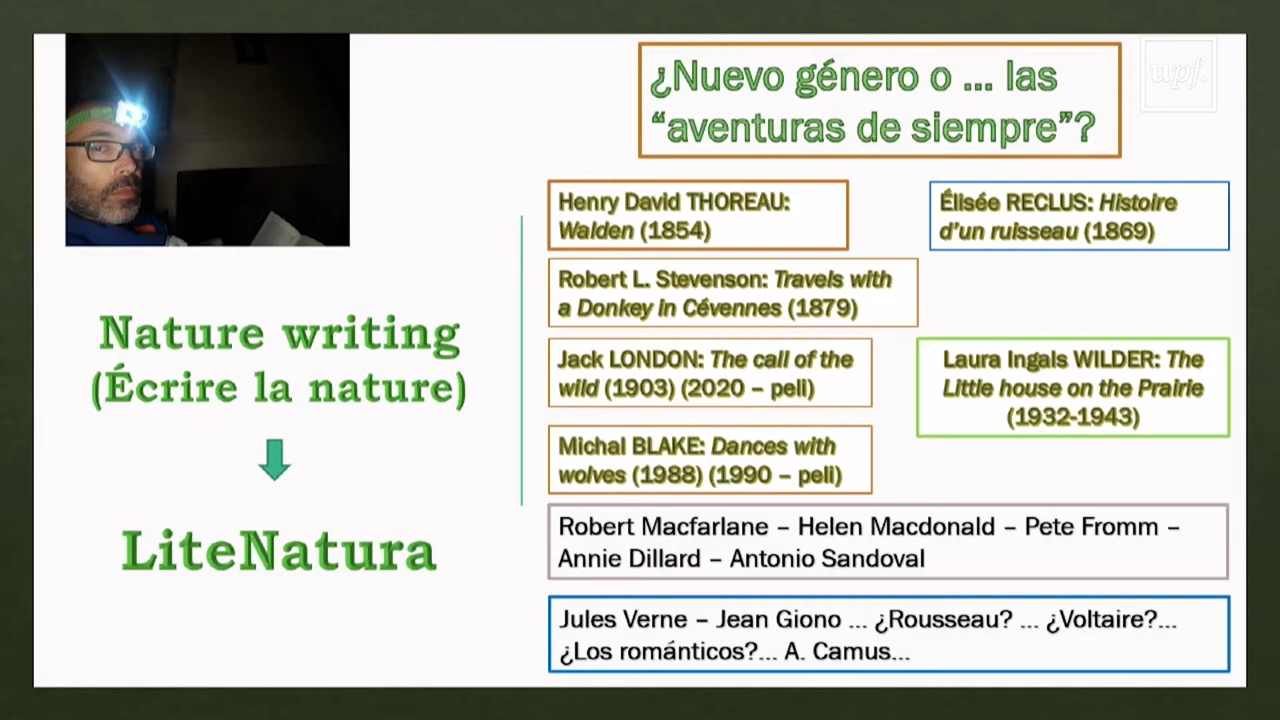 ¿Nuevo género o ... las
“aventuras de siempre”?
upf.
Nature writing
(Écrire la nature)
LiteNatura
Henry David THOREAU:
Walden (1854)
Élisée RECLUS: Histoire
d’un ruisseau (1869)
Robert L. Stevenson: Travels with
a Donkey in Cévennes (1879)
Jack LONDON: The call of the
wild (1903) (2020 – peli)
Laura Ingals WILDER: The
Little house on the Prairie
(1932-1943)
Michal BLAKE: Dances with
wolves (1988) (1990 – peli)
Robert Macfarlane – Helen Macdonald – Pete Fromm –
Annie Dillard – Antonio Sandoval
Jules Verne – Jean Giono ... ¿Rousseau? ... ¿Voltaire?...
¿Los románticos?... A. Camus...